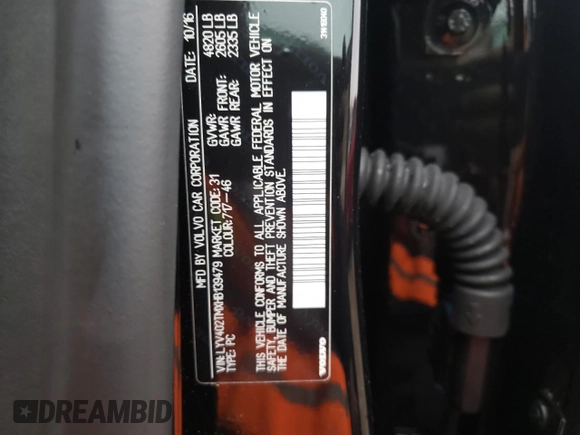 MFD BY VOLVO CAR CORPORATION DATE: 10/16
GVWR: 4820 LB
GAWR FRONT: 2605 LB
GAWR REAR: 2335 LB
VIN: LYV402TMXHB139479 MARKET CODE: 31
TYPE: PC COLOUR: 717-46
THIS VEHICLE CONFORMS TO ALL APPLICABLE FEDERAL MOTOR VEHICLE
SAFETY, BUMPER AND THEFT PREVENTION STANDARDS IN EFFECT ON
THE DATE OF MANUFACTURE SHOWN ABOVE.
VOLVO
DREAMBID